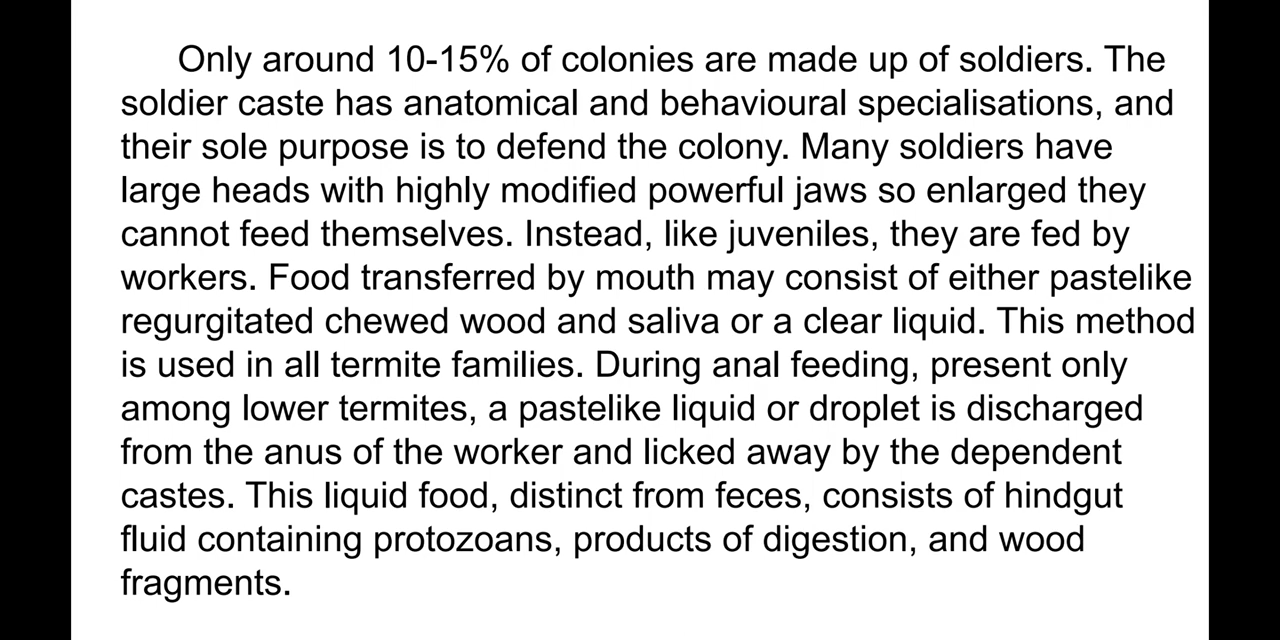 Only around 10-15% of colonies are made up of soldiers. The
soldier caste has anatomical and behavioural specialisations, and
their sole purpose is to defend the colony. Many soldiers have
large heads with highly modified powerful jaws so enlarged they
cannot feed themselves. Instead, like juveniles, they are fed by
workers. Food transferred by mouth may consist of either pastelike
regurgitated chewed wood and saliva or a clear liquid. This method
is used in all termite families. During anal feeding, present only
among lower termites, a pastelike liquid or droplet is discharged
from the anus of the worker and licked away by the dependent
castes. This liquid food, distinct from feces, consists of hindgut
fluid containing protozoans, products of digestion, and wood
fragments.